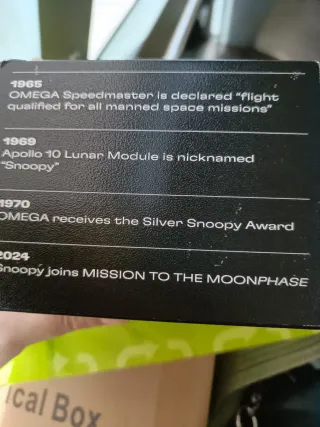 1965
OMEGA Speedmaster is declared “flight
qualified for all manned space missions”
1969
Apollo 10 Lunar Module is nicknamed
“Snoopy”
1970
OMEGA receives the Silver Snoopy Award
2024
Snoopy joins MISSION TO THE MOONPHASE
ical Box